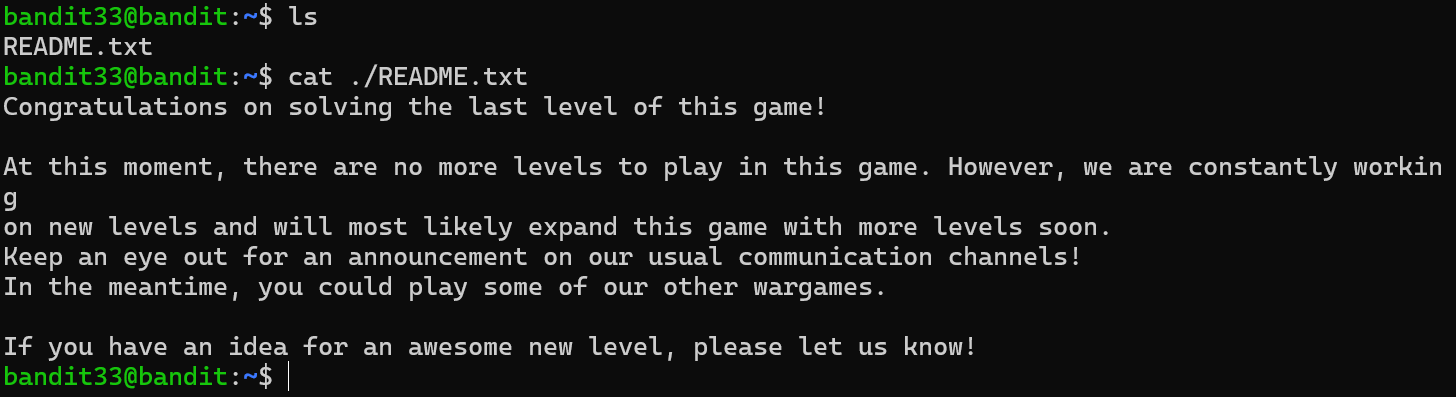 bandit33@bandit:~$ ls
README.txt
bandit33@bandit:~$ cat ./README.txt
Congratulations on solving the last level of this game!

At this moment, there are no more levels to play in this game. However, we are constantly workin
g
on new levels and will most likely expand this game with more levels soon.
Keep an eye out for an announcement on our usual communication channels!
In the meantime, you could play some of our other wargames.

If you have an idea for an awesome new level, please let us know!
bandit33@bandit:~$